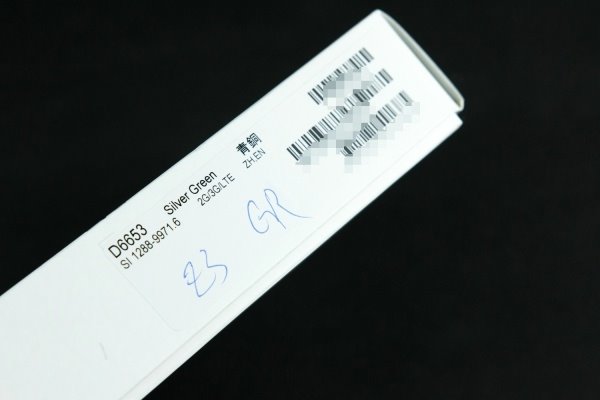 D6653 Silver Green 青銅
SI 1288-9971.6 2G/3G/LTE ZH,EN
Z3 GR